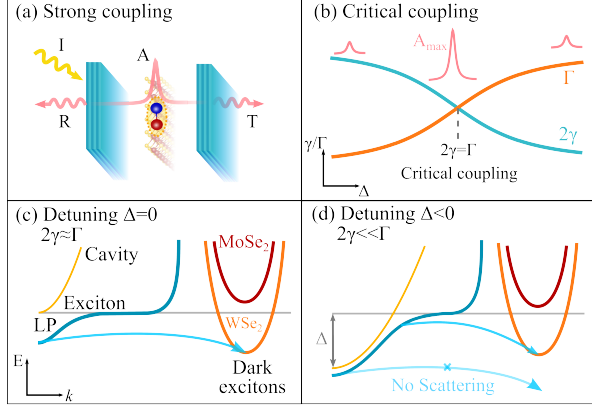 (a) Strong coupling
I
A
R
T
(b) Critical coupling
A_max
Γ
2γ
γ/Γ
2γ=Γ
Δ
Critical coupling
(c) Detuning Δ=0
2γ≈Γ
MoSe₂
Cavity
Exciton
LP
WSe₂
E
Dark
excitons
k
(d) Detuning Δ<0
2γ<<Γ
Δ
No Scattering